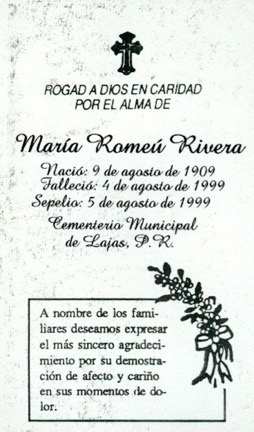 ROGAD A DIOS EN CARIDAD
POR EL ALMA DE
María Romeú Rivera
Nació: 9 de agosto de 1909
Falleció: 4 de agosto de 1999
Sepelio: 5 de agosto de 1999
Cementerio Municipal
de Lajas, P.R.
A nombre de los fami-
liares deseamos expresar
el más sincero agradeci-
miento por su demostra-
ción de afecto y cariño
en sus momentos de do-
lor.